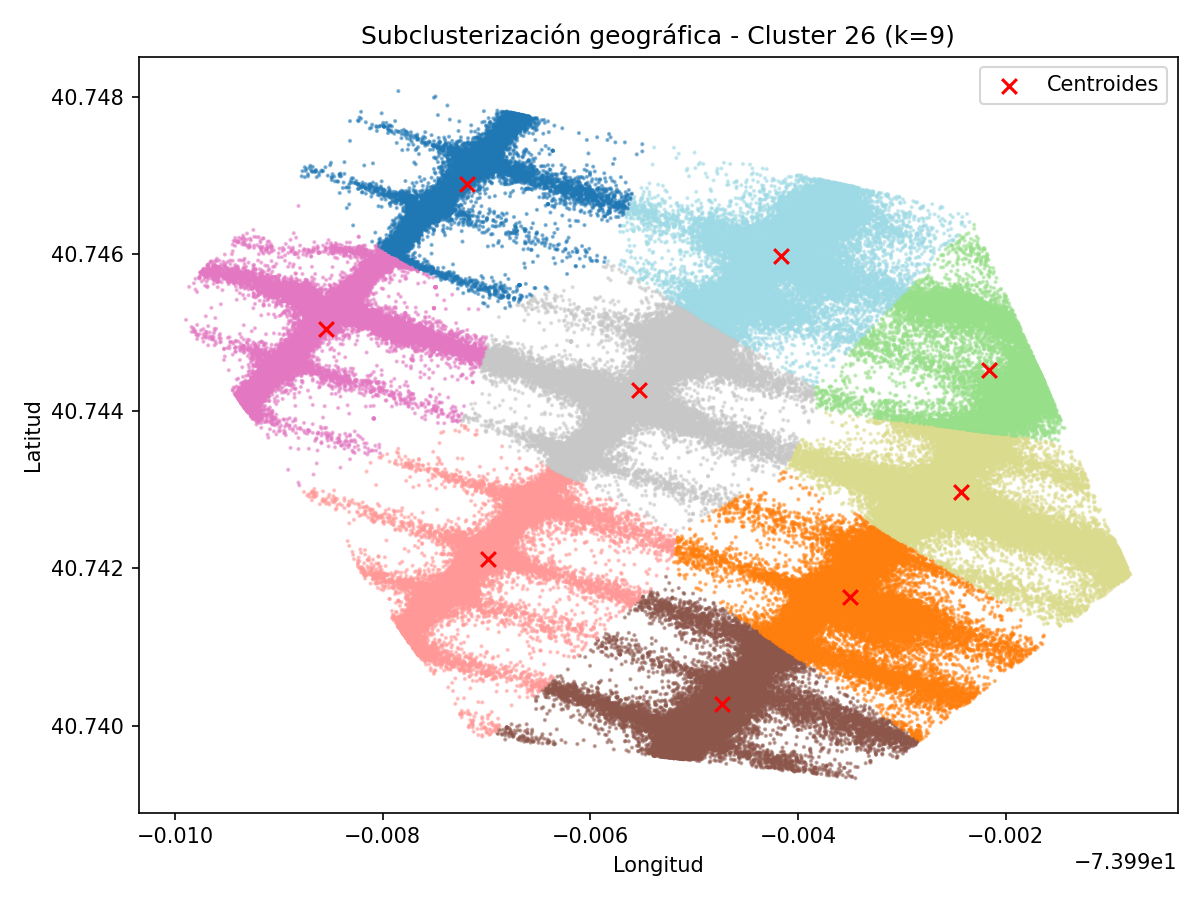 Subclusterización geográfica - Cluster 26 (k=9)
Centroides
40.748
40.746
40.744
40.742
40.740
Latitud
−0.010
−0.008
−0.006
−0.004
−0.002
−7.399e1
Longitud